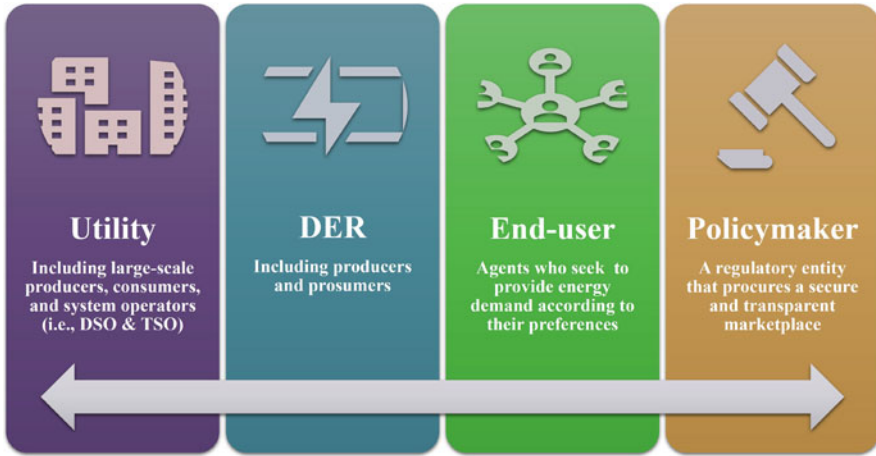 Utility
Including large-scale
producers, consumers,
and system operators
(i.e., DSO & TSO)
DER
Including producers
and prosumers
End-user
Agents who seek to
provide energy
demand according to
their preferences
Policymaker
A regulatory entity
that procures a secure
and transparent
marketplace